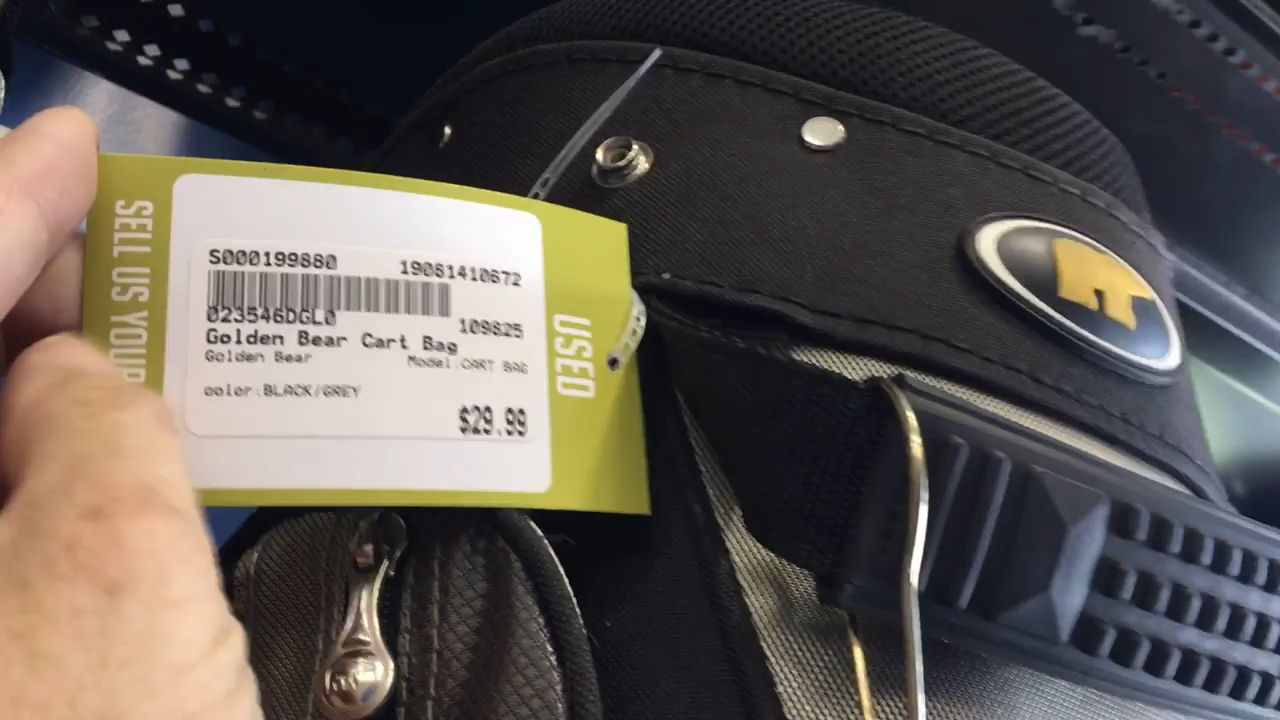 SELL US YOUR
S000199880 19081410672
023546DGL0 109825
Golden Bear Cart Bag
Golden Bear Model:CART BAG
color:BLACK/GREY
$29.99
USED